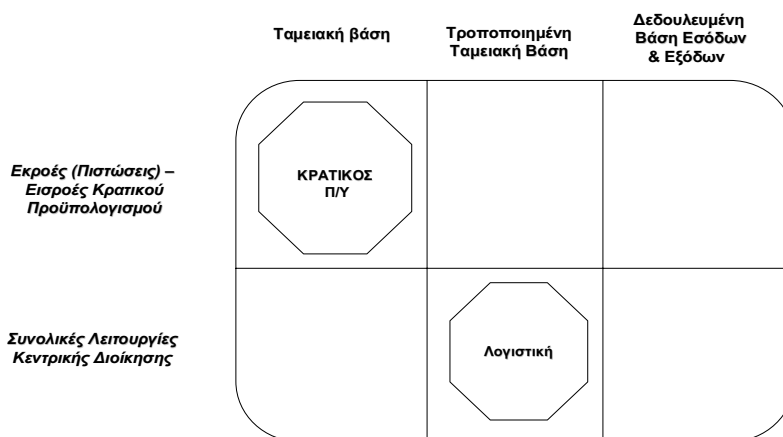 Ταμειακή βάση
Τροποποιημένη
Ταμειακή Βάση
Δεδουλευμένη
Βάση Εσόδων
& Εξόδων
Εκροές (Πιστώσεις) –
Εισροές Κρατικού
Προϋπολογισμού
ΚΡΑΤΙΚΟΣ
Π/Υ
Συνολικές Λειτουργίες
Κεντρικής Διοίκησης
Λογιστική